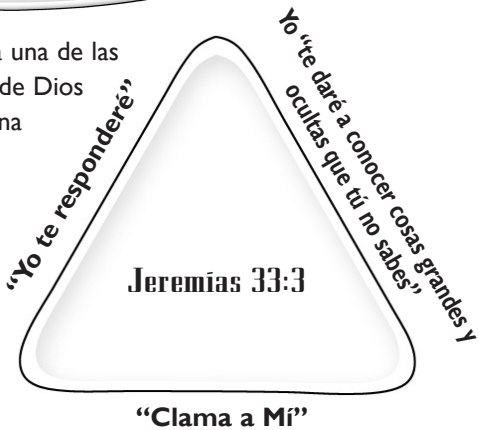 una de las
de Dios
na
“Yo te responderé”
Yo “te daré a conocer cosas grandes y
ocultas que tú no sabes”
Jeremías 33:3
“Clama a Mí”